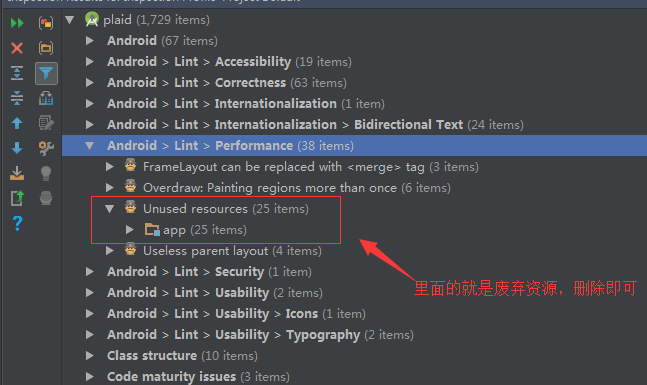 plaid (1,729 items)
Android (67 items)
Android > Lint > Accessibility (19 items)
Android > Lint > Correctness (63 items)
Android > Lint > Internationalization (1 item)
Android > Lint > Internationalization > Bidirectional Text (24 items)
Android > Lint > Performance (38 items)
FrameLayout can be replaced with <merge> tag (3 items)
Overdraw: Painting regions more than once (6 items)
Unused resources (25 items)
app (25 items)
Useless parent layout (4 items)
Android > Lint > Security (1 item)
里面的就是废弃资源，删除即可
Android > Lint > Usability (2 items)
Android > Lint > Usability > Icons (1 item)
Android > Lint > Usability > Typography (2 items)
Class structure (10 items)
Code maturity issues (3 items)